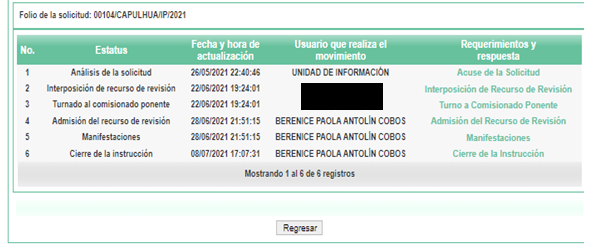 Folio de la solicitud: 00104/CAPULHUA/IP/2021
No. Estatus Fecha y hora de actualización Usuario que realiza el movimiento Requerimientos y respuesta
1 Análisis de la solicitud 26/05/2021 22:40:46 UNIDAD DE INFORMACIÓN Acuse de la Solicitud
2 Interposición de recurso de revisión 22/06/2021 19:24:01 Interposición de Recurso de Revisión
3 Turnado al comisionado ponente 22/06/2021 19:24:01 Turno a Comisionado Ponente
4 Admisión del recurso de revisión 28/06/2021 21:51:15 BERENICE PAOLA ANTOLÍN COBOS Admisión del Recurso de Revisión
5 Manifestaciones 28/06/2021 21:51:15 BERENICE PAOLA ANTOLÍN COBOS Manifestaciones
6 Cierre de la instrucción 08/07/2021 17:07:31 BERENICE PAOLA ANTOLÍN COBOS Cierre de la Instrucción
Mostrando 1 al 6 de 6 registros
Regresar